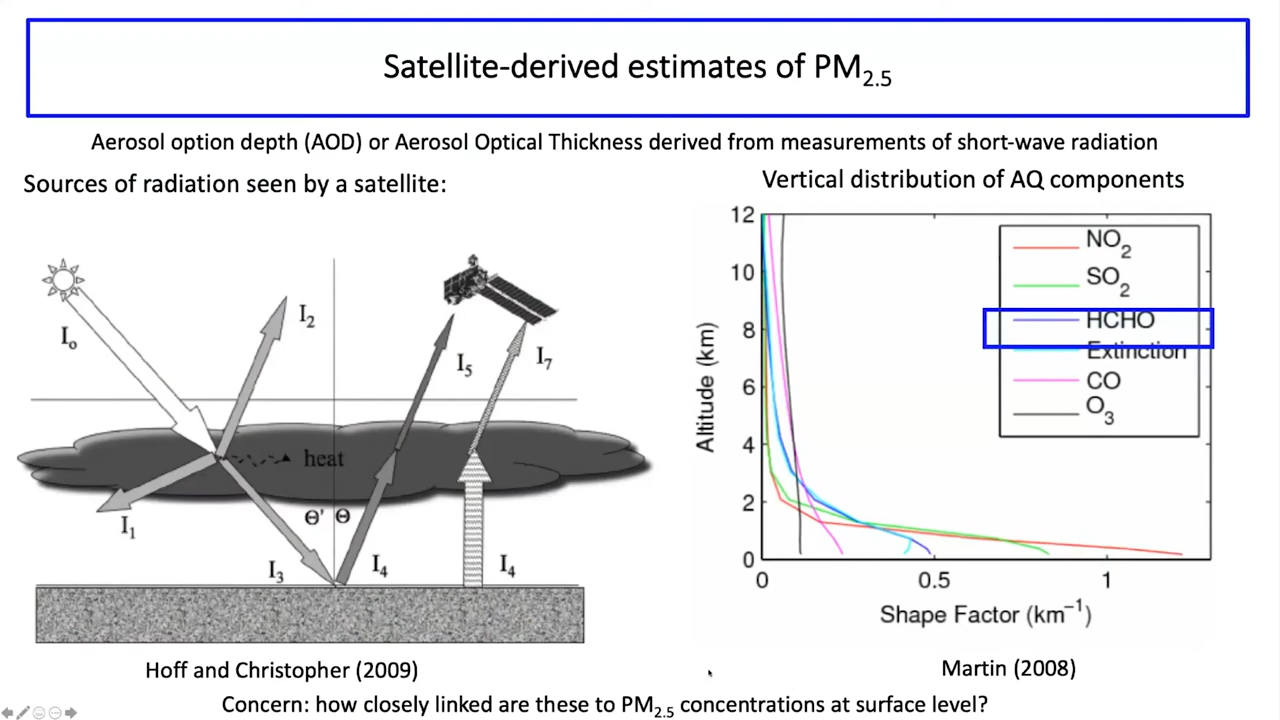 Satellite-derived estimates of PM2.5
Aerosol option depth (AOD) or Aerosol Optical Thickness derived from measurements of short-wave radiation
Sources of radiation seen by a satellite:
I₀
I₂
I₅
I₇
heat
I₁
Θ' Θ
I₃
I₄
I₄
Hoff and Christopher (2009)
Vertical distribution of AQ components
12
10
8
6
4
2
0
Altitude (km)
NO₂
SO₂
HCHO
Extinction
CO
O₃
0 0.5 1
Shape Factor (km⁻¹)
Martin (2008)
Concern: how closely linked are these to PM2.5 concentrations at surface level?